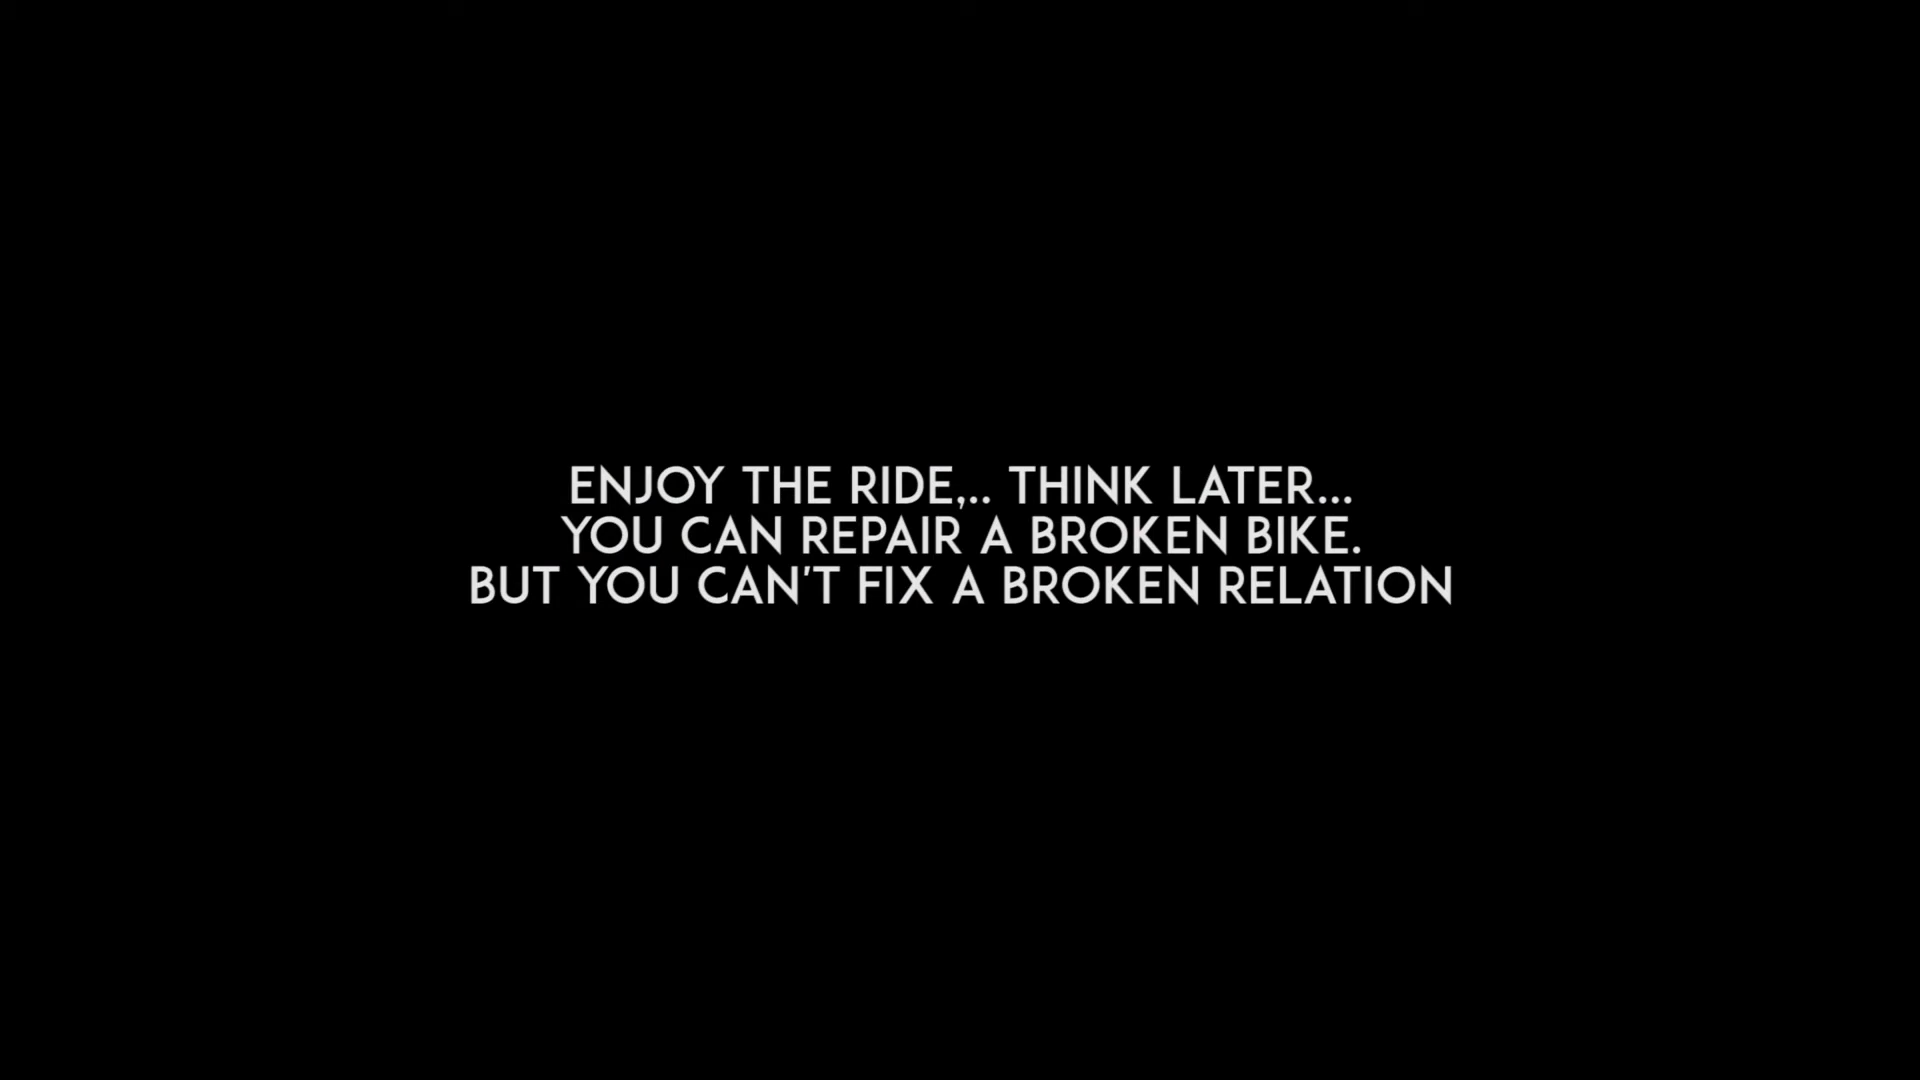 ENJOY THE RIDE,.. THINK LATER...
YOU CAN REPAIR A BROKEN BIKE.
BUT YOU CAN'T FIX A BROKEN RELATION